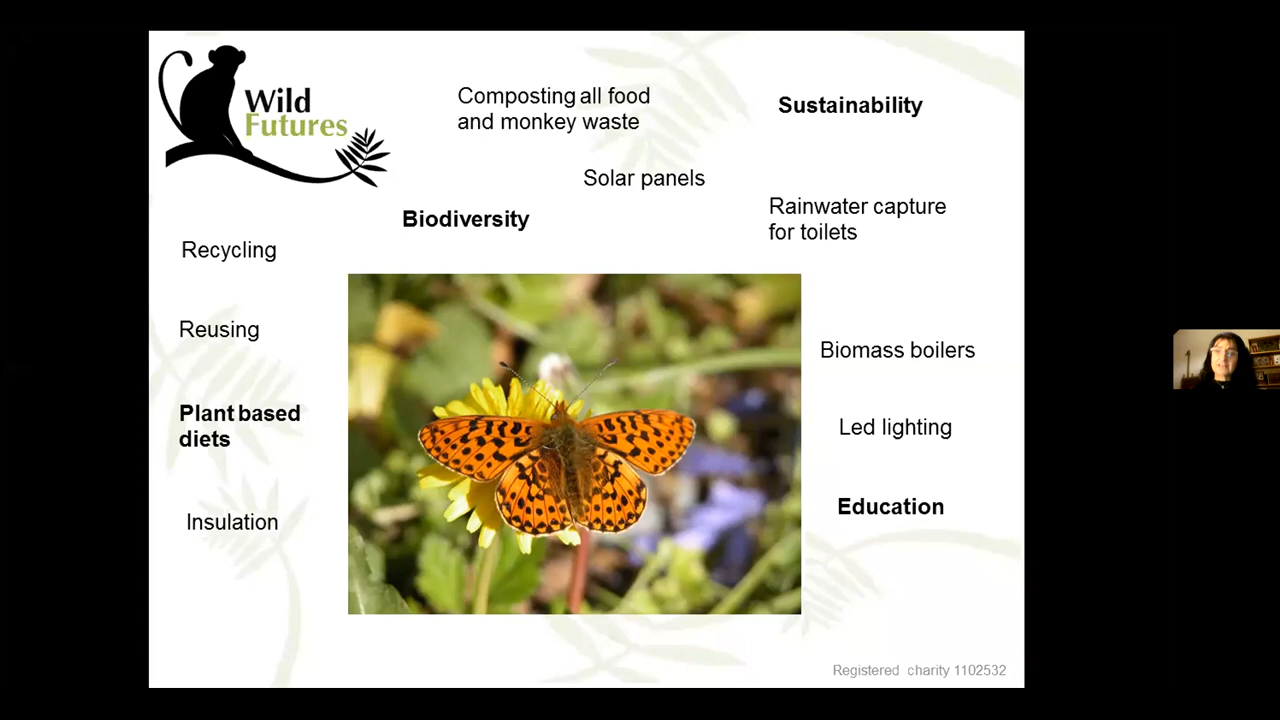 Wild
Futures
Composting all food
and monkey waste
Sustainability
Solar panels
Rainwater capture
for toilets
Biodiversity
Recycling
Reusing
Biomass boilers
Plant based
diets
Led lighting
Education
Insulation
Registered charity 1102532